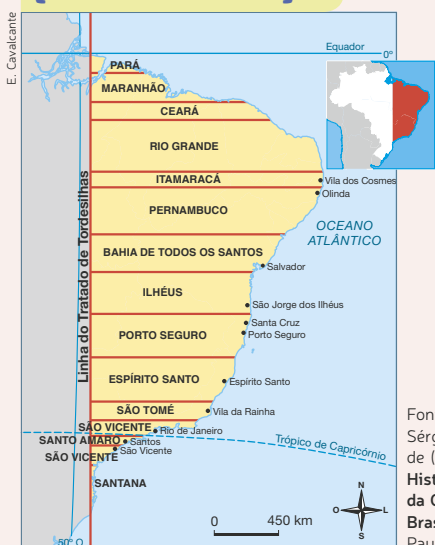 E. Cavalcante
Equador
0°
PARÁ
MARANHÃO
CEARÁ
RIO GRANDE
ITAMARACÁ
Vila dos Cosmes
Olinda
PERNAMBUCO
OCEANO
ATLÂNTICO
BAHIA DE TODOS OS SANTOS
Salvador
Linha do Tratado de Tordesilhas
ILHÉUS
São Jorge dos Ilhéus
Santa Cruz
PORTO SEGURO
Porto Seguro
ESPÍRITO SANTO
Espírito Santo
SÃO TOMÉ
Vila da Rainha
SÃO VICENTE
Rio de Janeiro
SANTO AMARO
Santos
São Vicente
SÃO VICENTE
Trópico de Capricórnio
SANTANA
N
O
L
S
0
450 km
50° O
Fon
Sérg
de (
Hist
da C
Bras
Pau